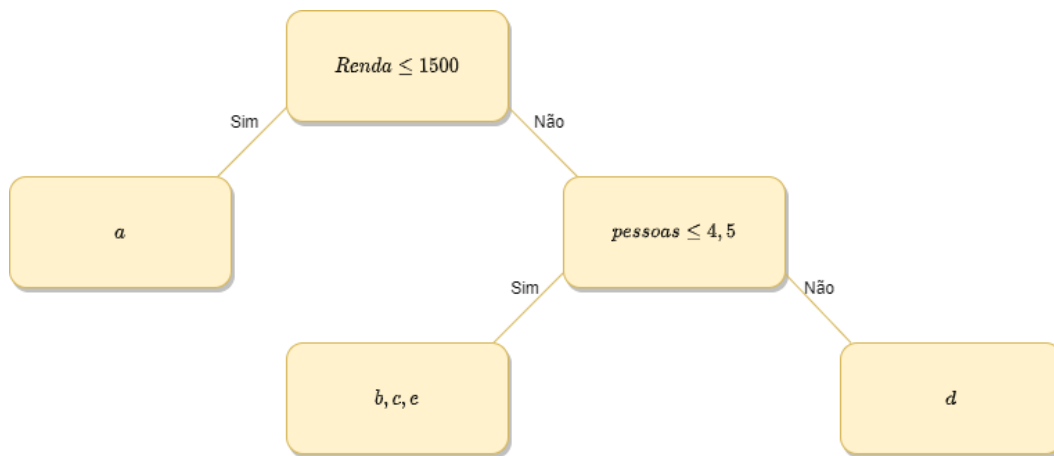 Renda ≤ 1500
Sim
Não
a
pessoas ≤ 4, 5
Sim
Não
b, c, e
d